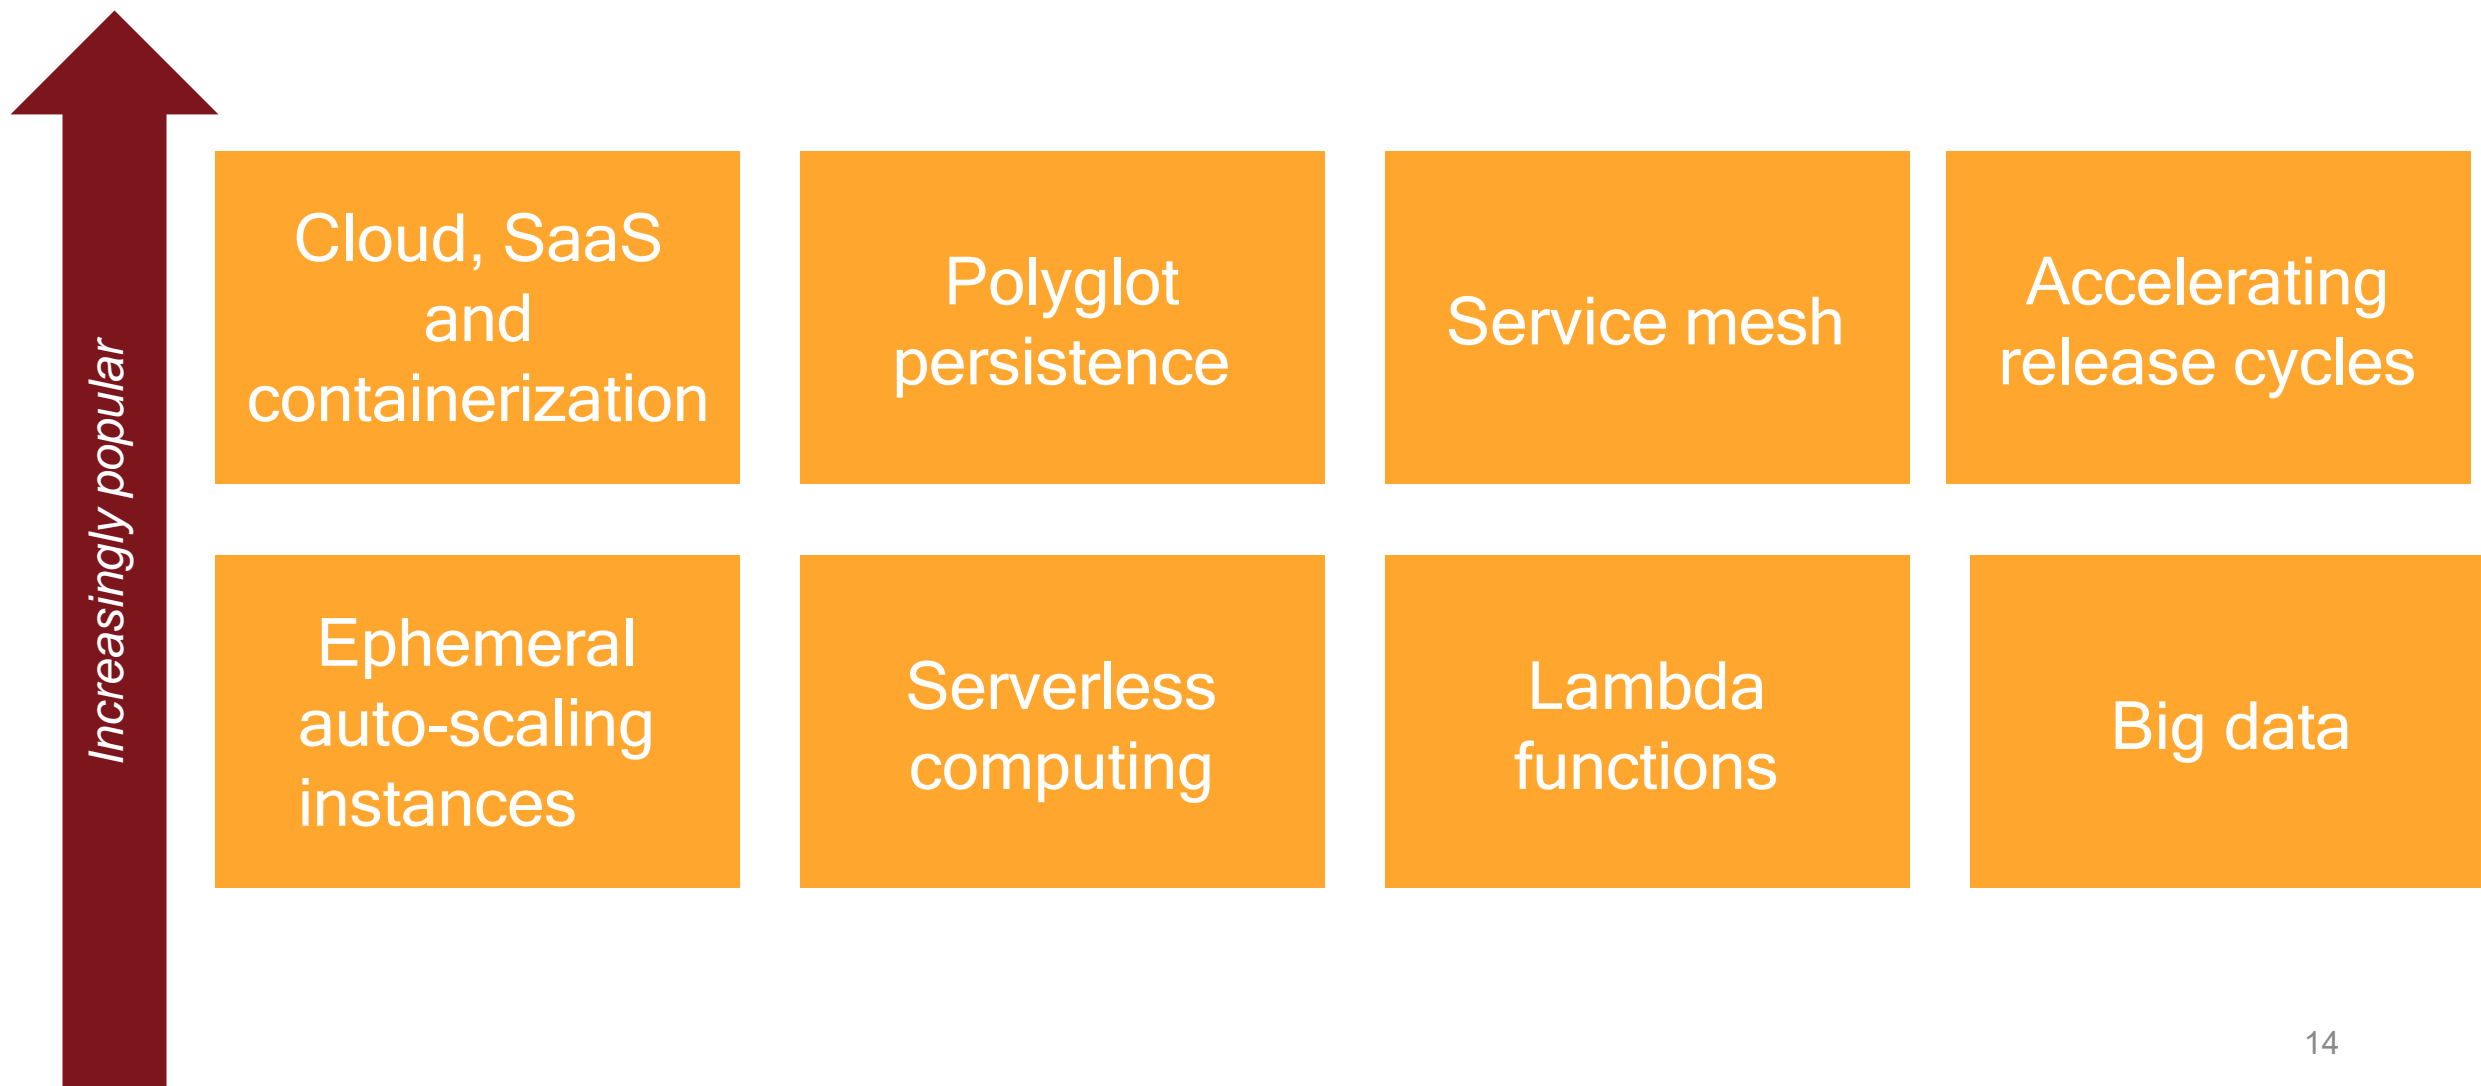 Increasingly popular
Cloud, SaaS
and
containerization
Polyglot
persistence
Service mesh
Accelerating
release cycles
Ephemeral
auto-scaling
instances
Serverless
computing
Lambda
functions
Big data
14